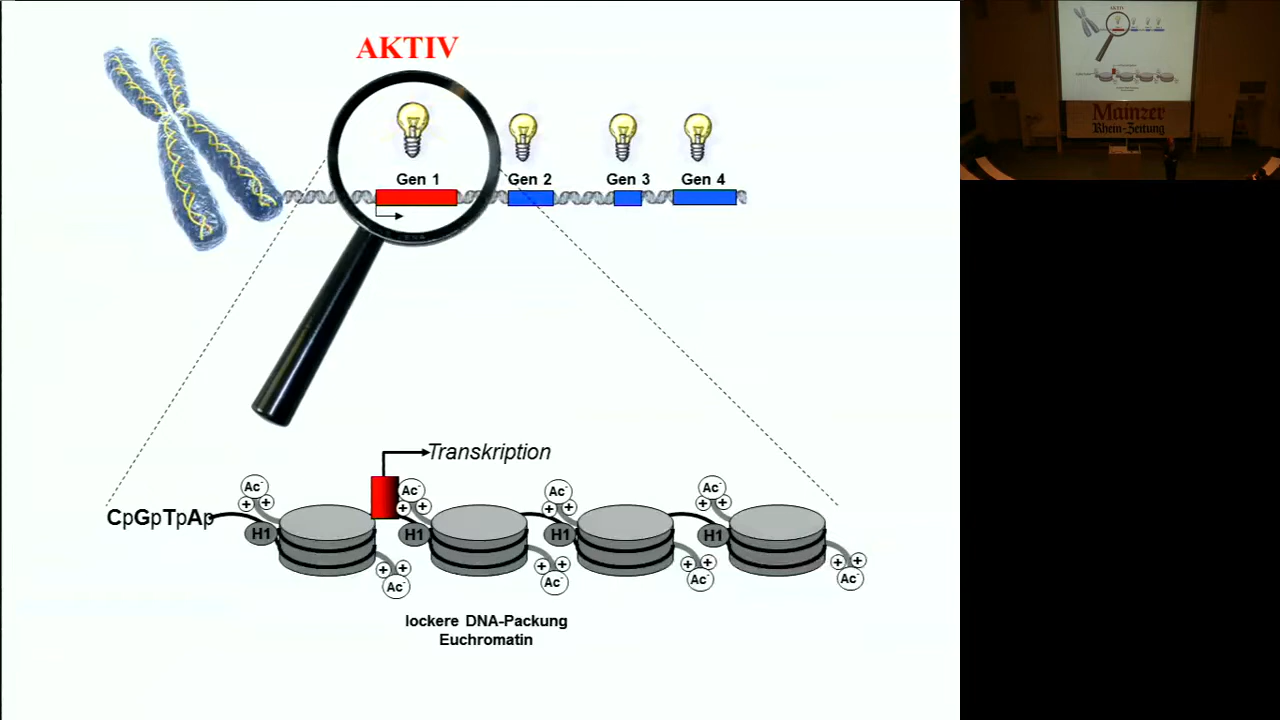 AKTIV
Gen 1
Gen 2
Gen 3
Gen 4
Transkription
CpGpTpAp
Ac-
+ +
H1
+ +
Ac-
Ac-
+ +
H1
+ +
Ac-
Ac-
+ +
H1
+ +
Ac-
Ac-
+ +
H1
+ +
Ac-
lockere DNA-Packung
Euchromatin
Mainzer
Rhein-Zeitung